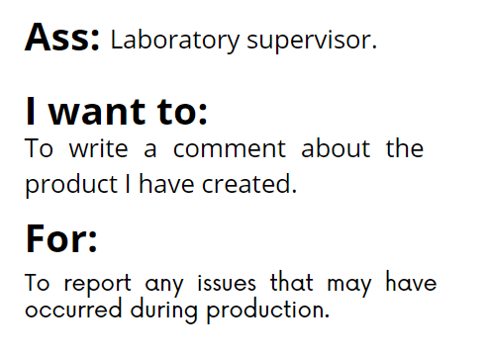 Ass: Laboratory supervisor.
I want to:
To write a comment about the
product I have created.
For:
To report any issues that may have
occurred during production.